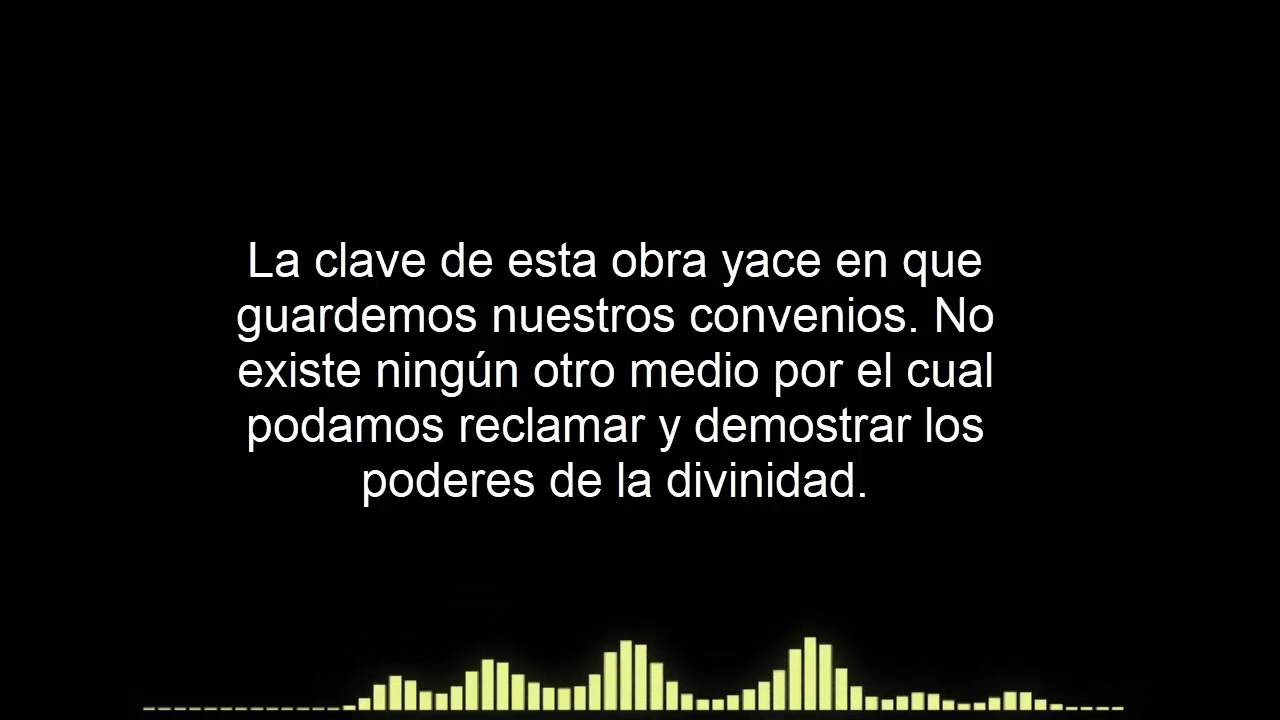 La clave de esta obra yace en que
guardemos nuestros convenios. No
existe ningún otro medio por el cual
podamos reclamar y demostrar los
poderes de la divinidad.